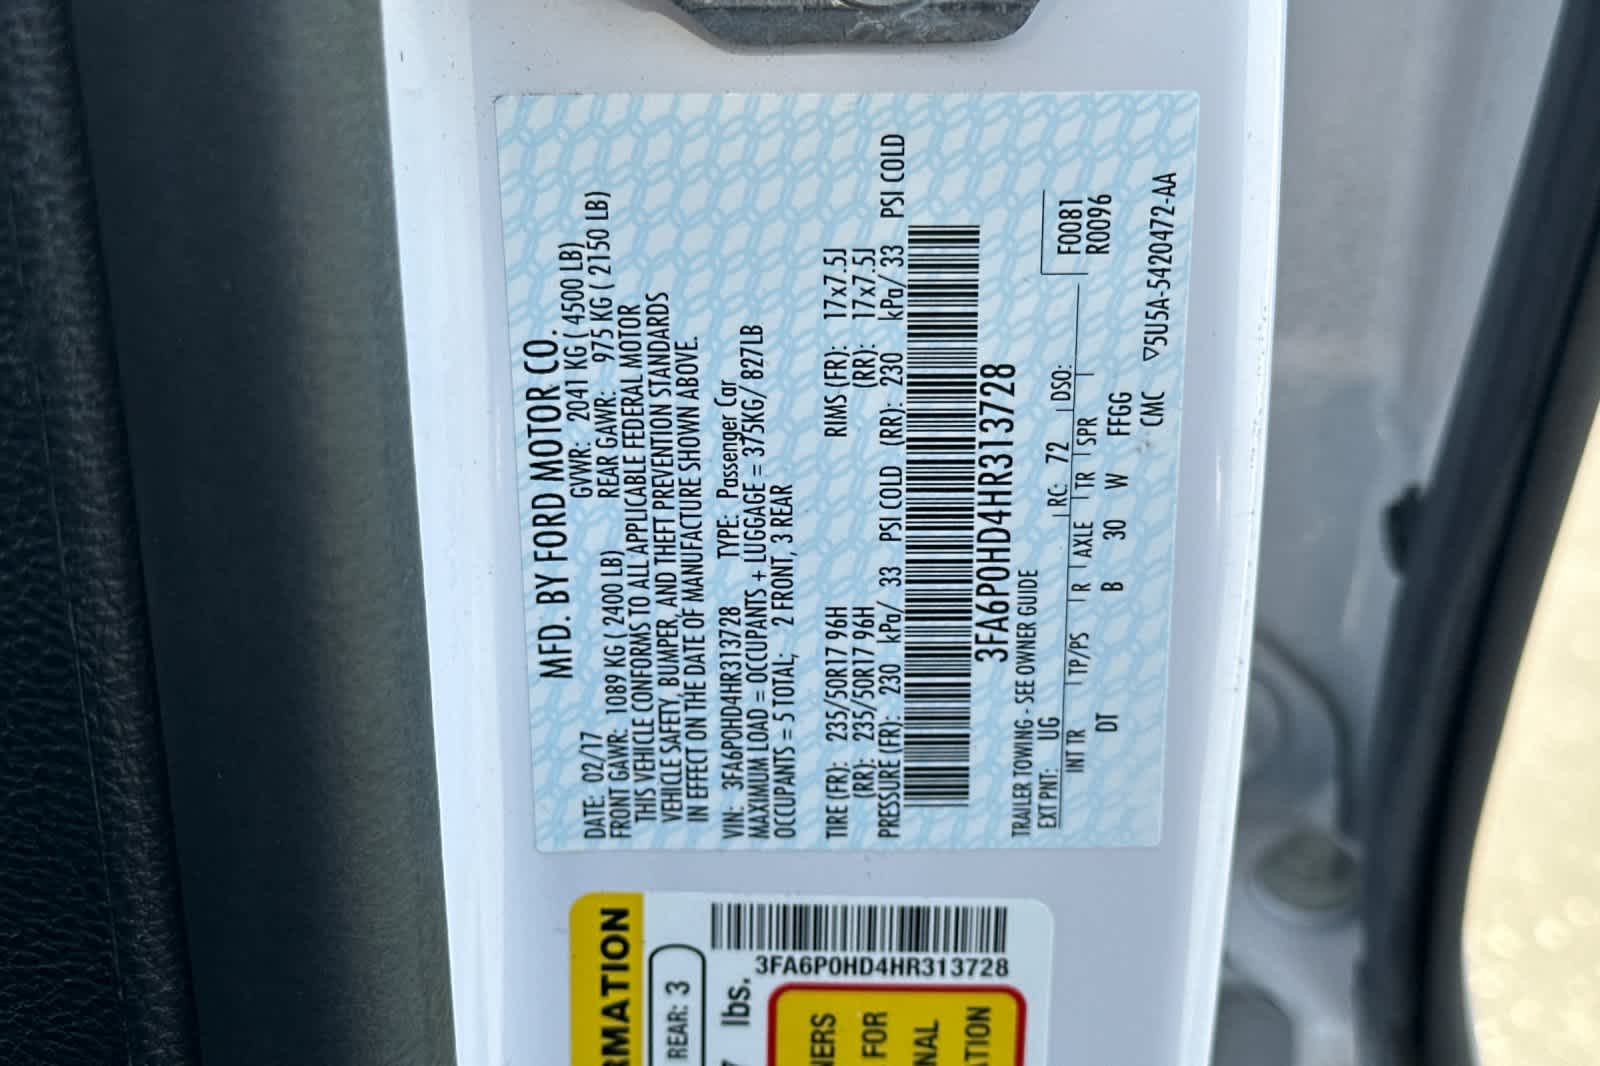 MFD. BY FORD MOTOR CO.
DATE: 02/17 GVWR: 2041 KG ( 4500 LB)
FRONT GAWR: 1089 KG ( 2400 LB) REAR GAWR: 975 KG ( 2150 LB)
THIS VEHICLE CONFORMS TO ALL APPLICABLE FEDERAL MOTOR
VEHICLE SAFETY, BUMPER, AND THEFT PREVENTION STANDARDS
IN EFFECT ON THE DATE OF MANUFACTURE SHOWN ABOVE.
VIN: 3FA6P0HD4HR313728 TYPE: Passenger Car
MAXIMUM LOAD = OCCUPANTS + LUGGAGE = 375KG/ 827LB
OCCUPANTS = 5 TOTAL; 2 FRONT, 3 REAR
TIRE (FR): 235/50R17 96H RIMS (FR): 17x7.5J
(RR): 235/50R17 96H (RR): 17x7.5J
PRESSURE (FR): 230 kPa/ 33 PSI COLD (RR): 230 kPa/ 33 PSI COLD
3FA6P0HD4HR313728
TRAILER TOWING - SEE OWNER GUIDE
F0081
R0096
EXT PNT: UG RC: 72 DSO:
INT TR TP/PS R AXLE TR SPR
DT B 30 W FFGG
CMC ▽5U5A-5420472-AA
RMATION
REAR: 3
lbs.
3FA6P0HD4HR313728
NERS
FOR
NAL
ATION